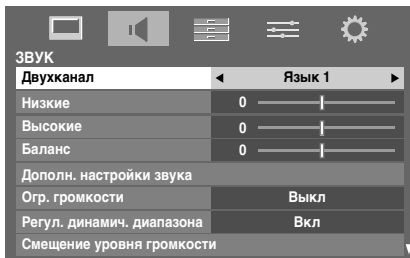 ЗВУК
Двухканал ◄ Язык 1 ►
Низкие 0
Высокие 0
Баланс 0
Дополн. настройки звука
Огр. громкости Выкл
Регул. динамич. диапазона Вкл
Смещение уровня громкости